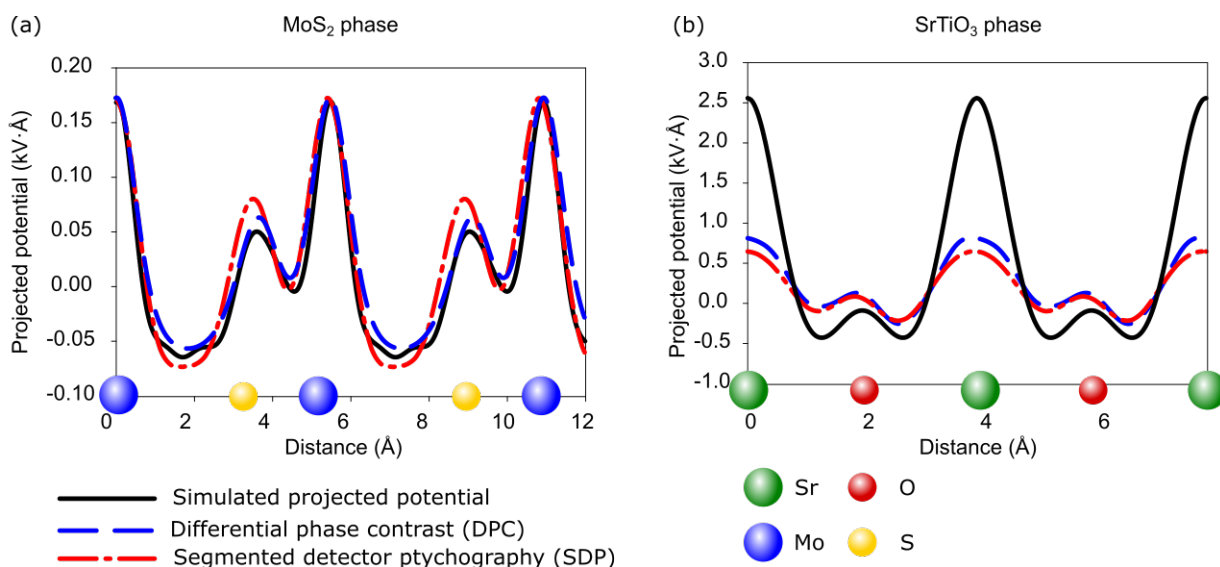 (a)
MoS₂ phase
Projected potential (kV·Å)
0.20
0.15
0.10
0.05
0.00
-0.05
-0.10
0 2 4 6 8 10 12
Distance (Å)
(b)
SrTiO₃ phase
Projected potential (kV·Å)
3.0
2.5
2.0
1.5
1.0
0.5
0.0
-0.5
-1.0
0 2 4 6
Distance (Å)
Simulated projected potential
Differential phase contrast (DPC)
Segmented detector ptychography (SDP)
Sr O
Mo S